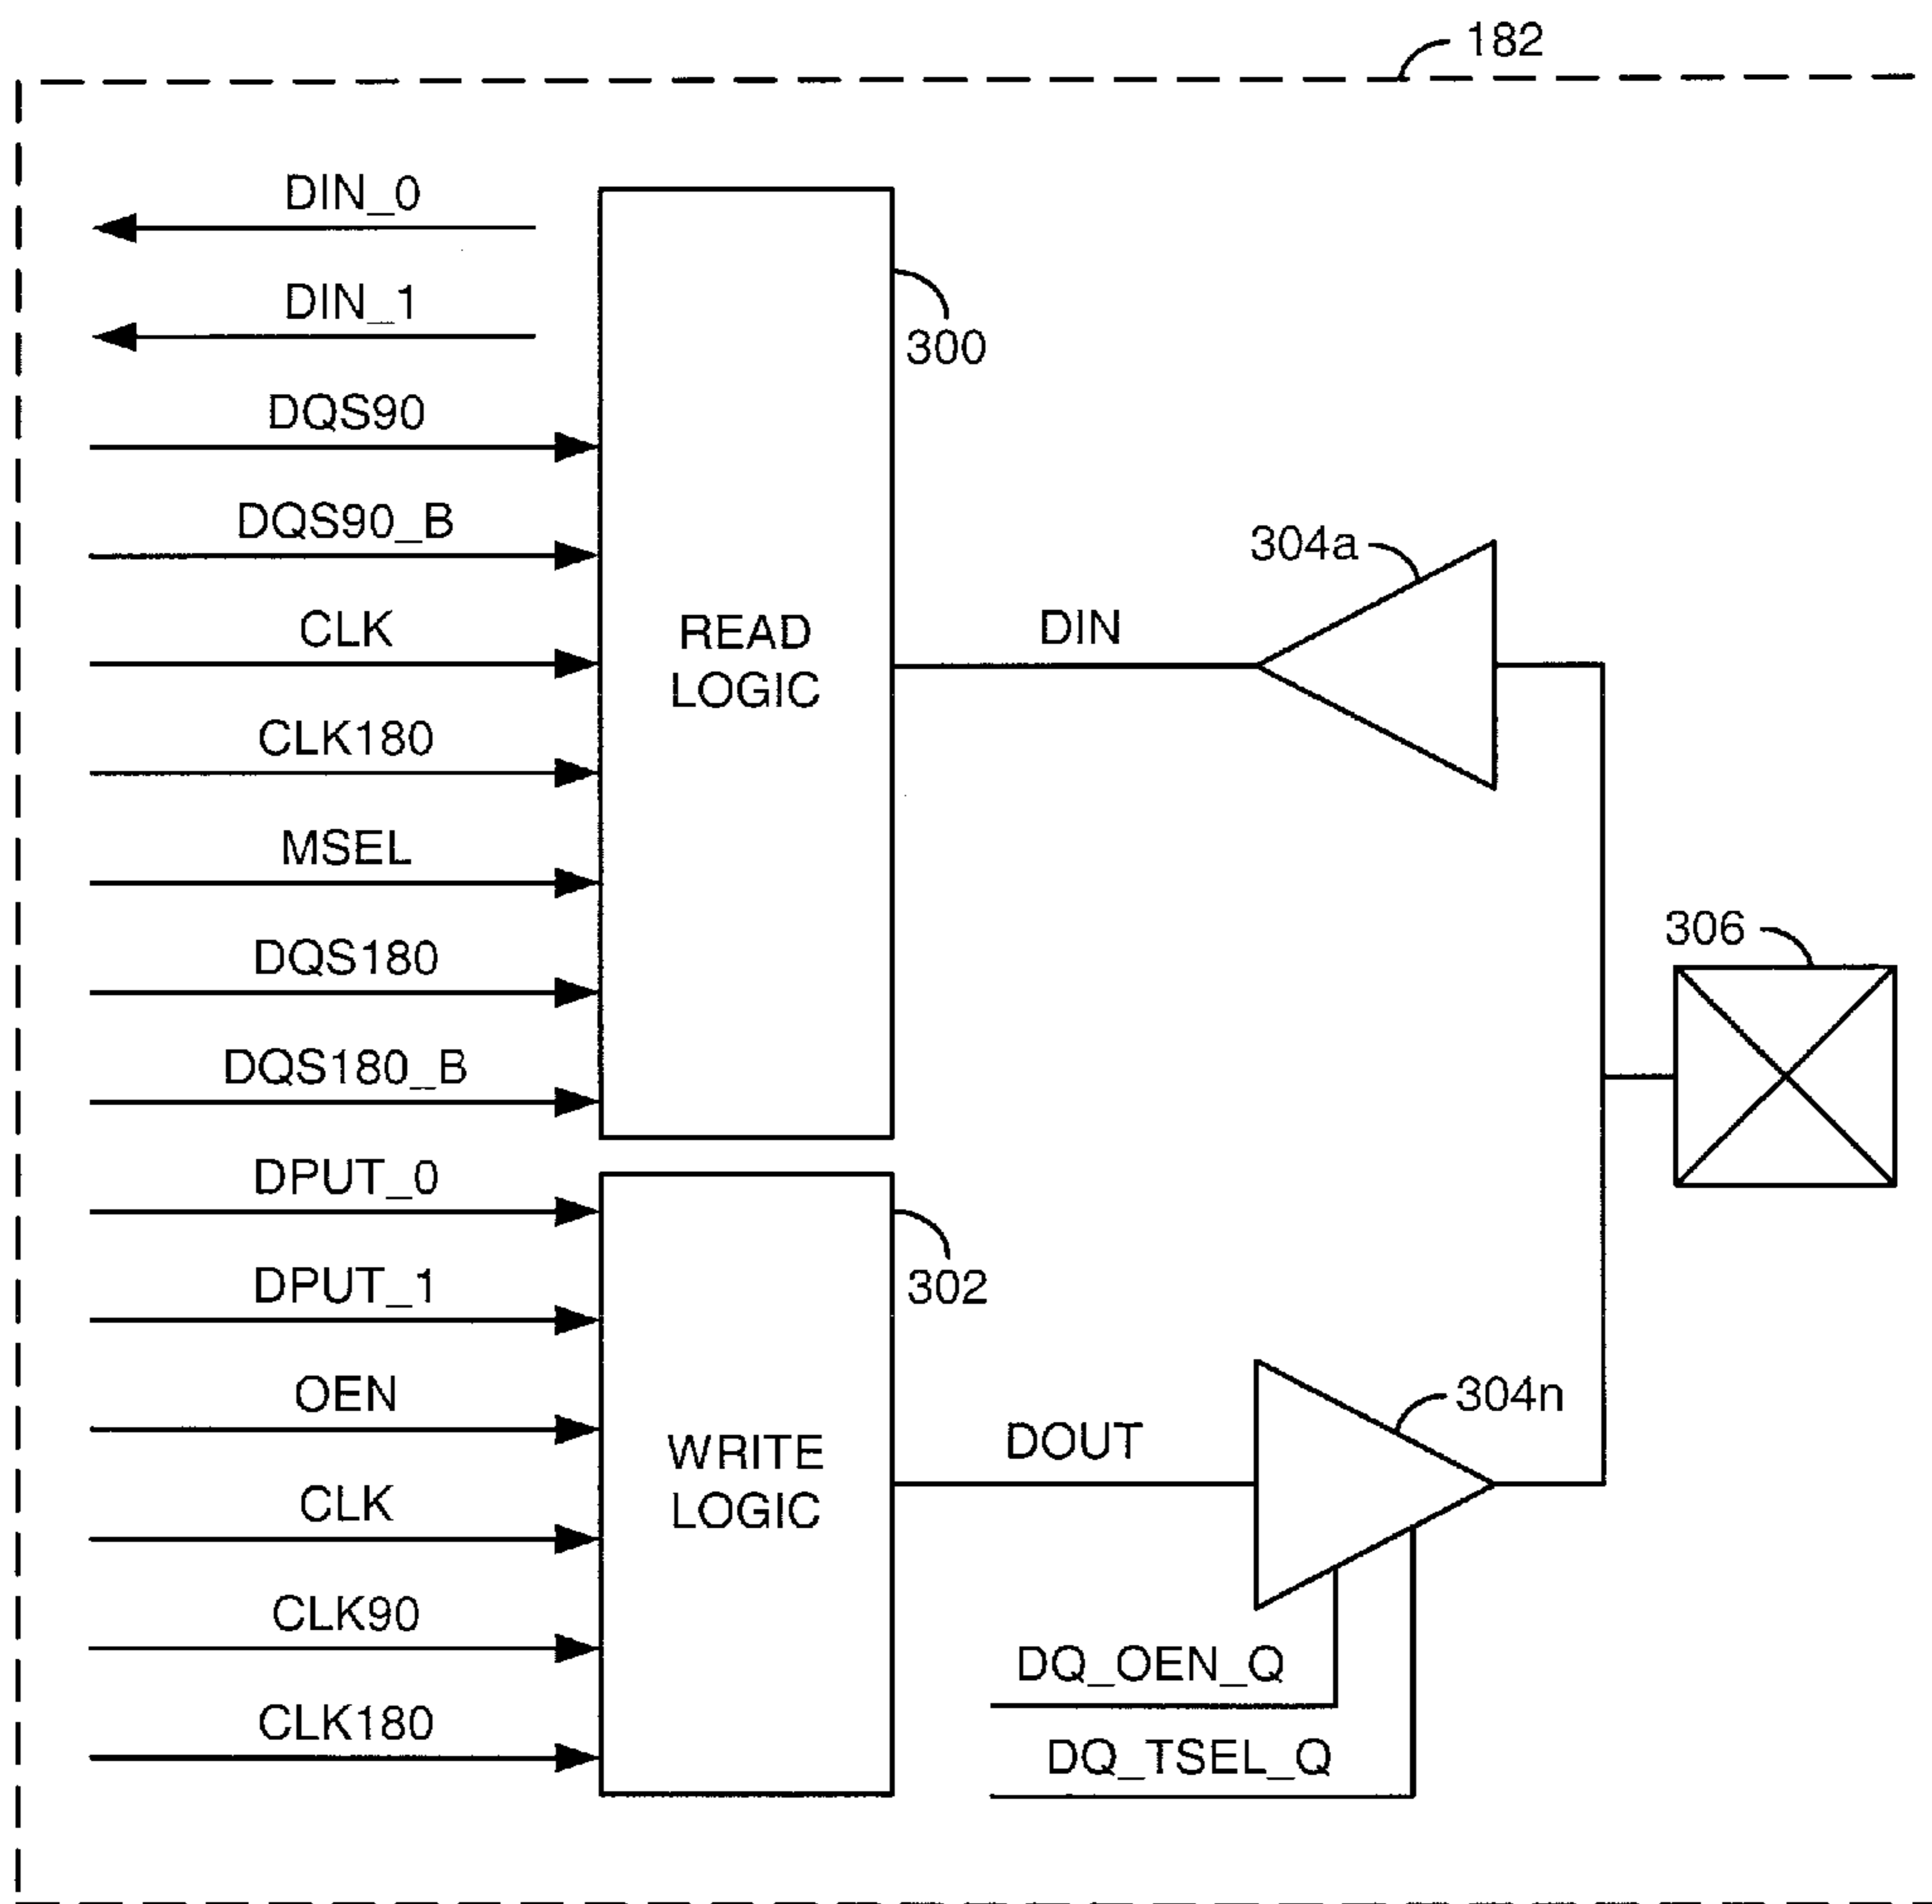 182
DIN_0
DIN_1
300
DQS90
DQS90_B
304a
CLK
READ
LOGIC
DIN
CLK180
MSEL
306
DQS180
DQS180_B
DPUT_0
302
DPUT_1
OEN
304n
WRITE
LOGIC
DOUT
CLK
CLK90
DQ_OEN_Q
CLK180
DQ_TSEL_Q